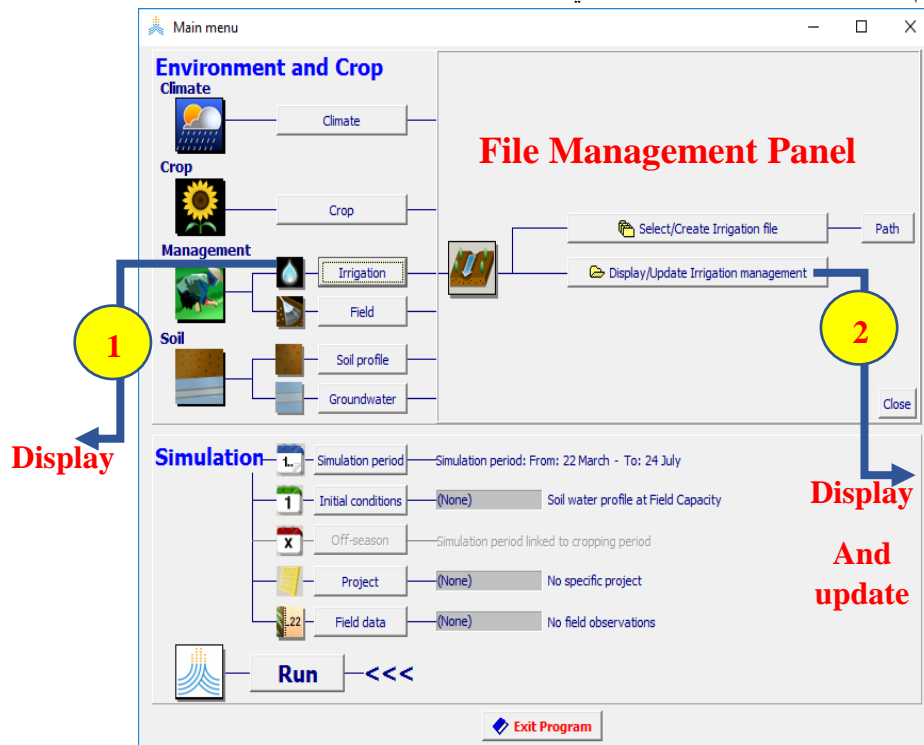 Main menu
Environment and Crop
Climate
Climate
File Management Panel
Crop
Crop
Select/Create Irrigation file
Path
Management
Irrigation
Display/Update Irrigation management
Field
1
2
Soil
Soil profile
Groundwater
Close
Display
Simulation
1..
Simulation period
Simulation period: From: 22 March - To: 24 July
Display
1
Initial conditions
(None)
Soil water profile at Field Capacity
X
Off-season
Simulation period linked to cropping period
And
update
Project
(None)
No specific project
..22
Field data
(None)
No field observations
Run
<<<
Exit Program